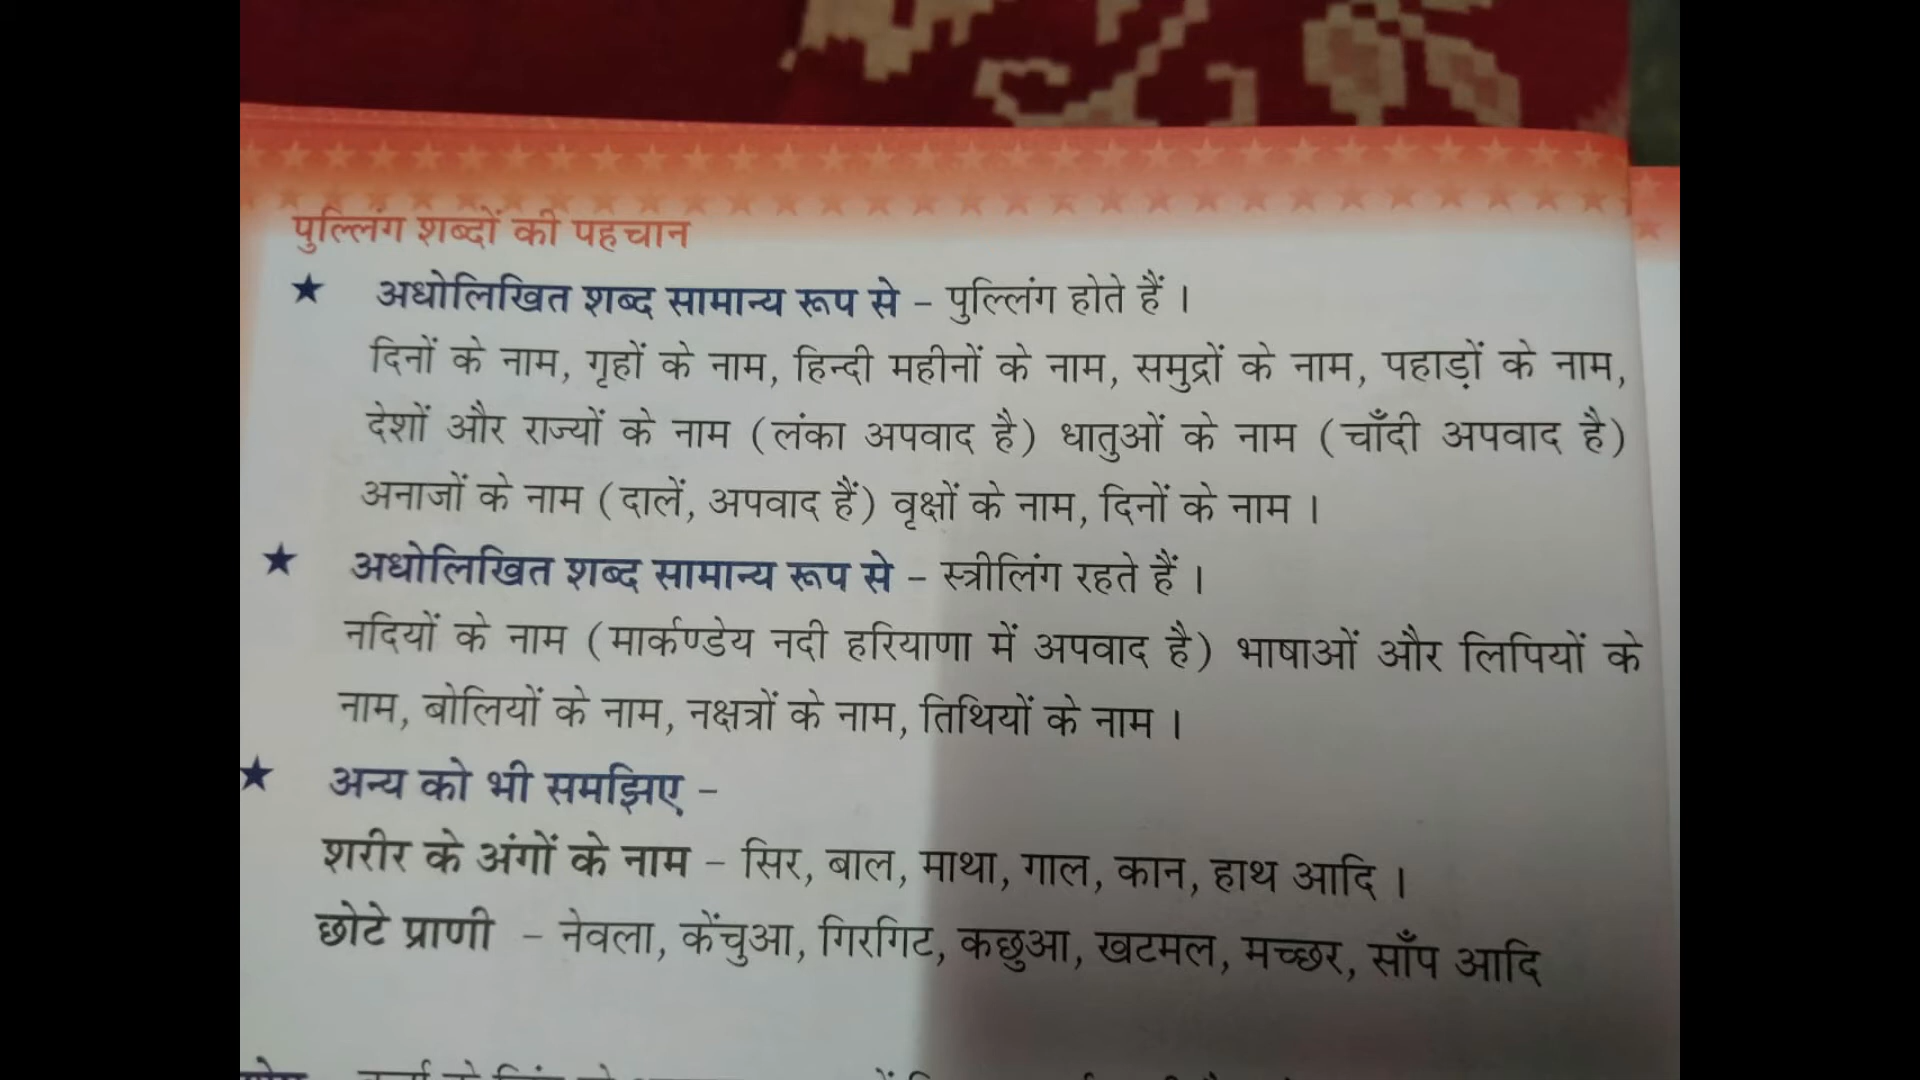 पुल्लिंग शब्दों की पहचान
★ अधोलिखित शब्द सामान्य रूप से – पुल्लिंग होते हैं ।
दिनों के नाम, गृहों के नाम, हिन्दी महीनों के नाम, समुद्रों के नाम, पहाड़ों के नाम,
देशों और राज्यों के नाम (लंका अपवाद है) धातुओं के नाम (चाँदी अपवाद है)
अनाजों के नाम (दालें, अपवाद हैं) वृक्षों के नाम, दिनों के नाम ।
★ अधोलिखित शब्द सामान्य रूप से – स्त्रीलिंग रहते हैं ।
नदियों के नाम (मार्कण्डेय नदी हरियाणा में अपवाद है) भाषाओं और लिपियों के
नाम, बोलियों के नाम, नक्षत्रों के नाम, तिथियों के नाम ।
★ अन्य को भी समझिए –
शरीर के अंगों के नाम – सिर, बाल, माथा, गाल, कान, हाथ आदि ।
छोटे प्राणी – नेवला, केंचुआ, गिरगिट, कछुआ, खटमल, मच्छर, साँप आदि